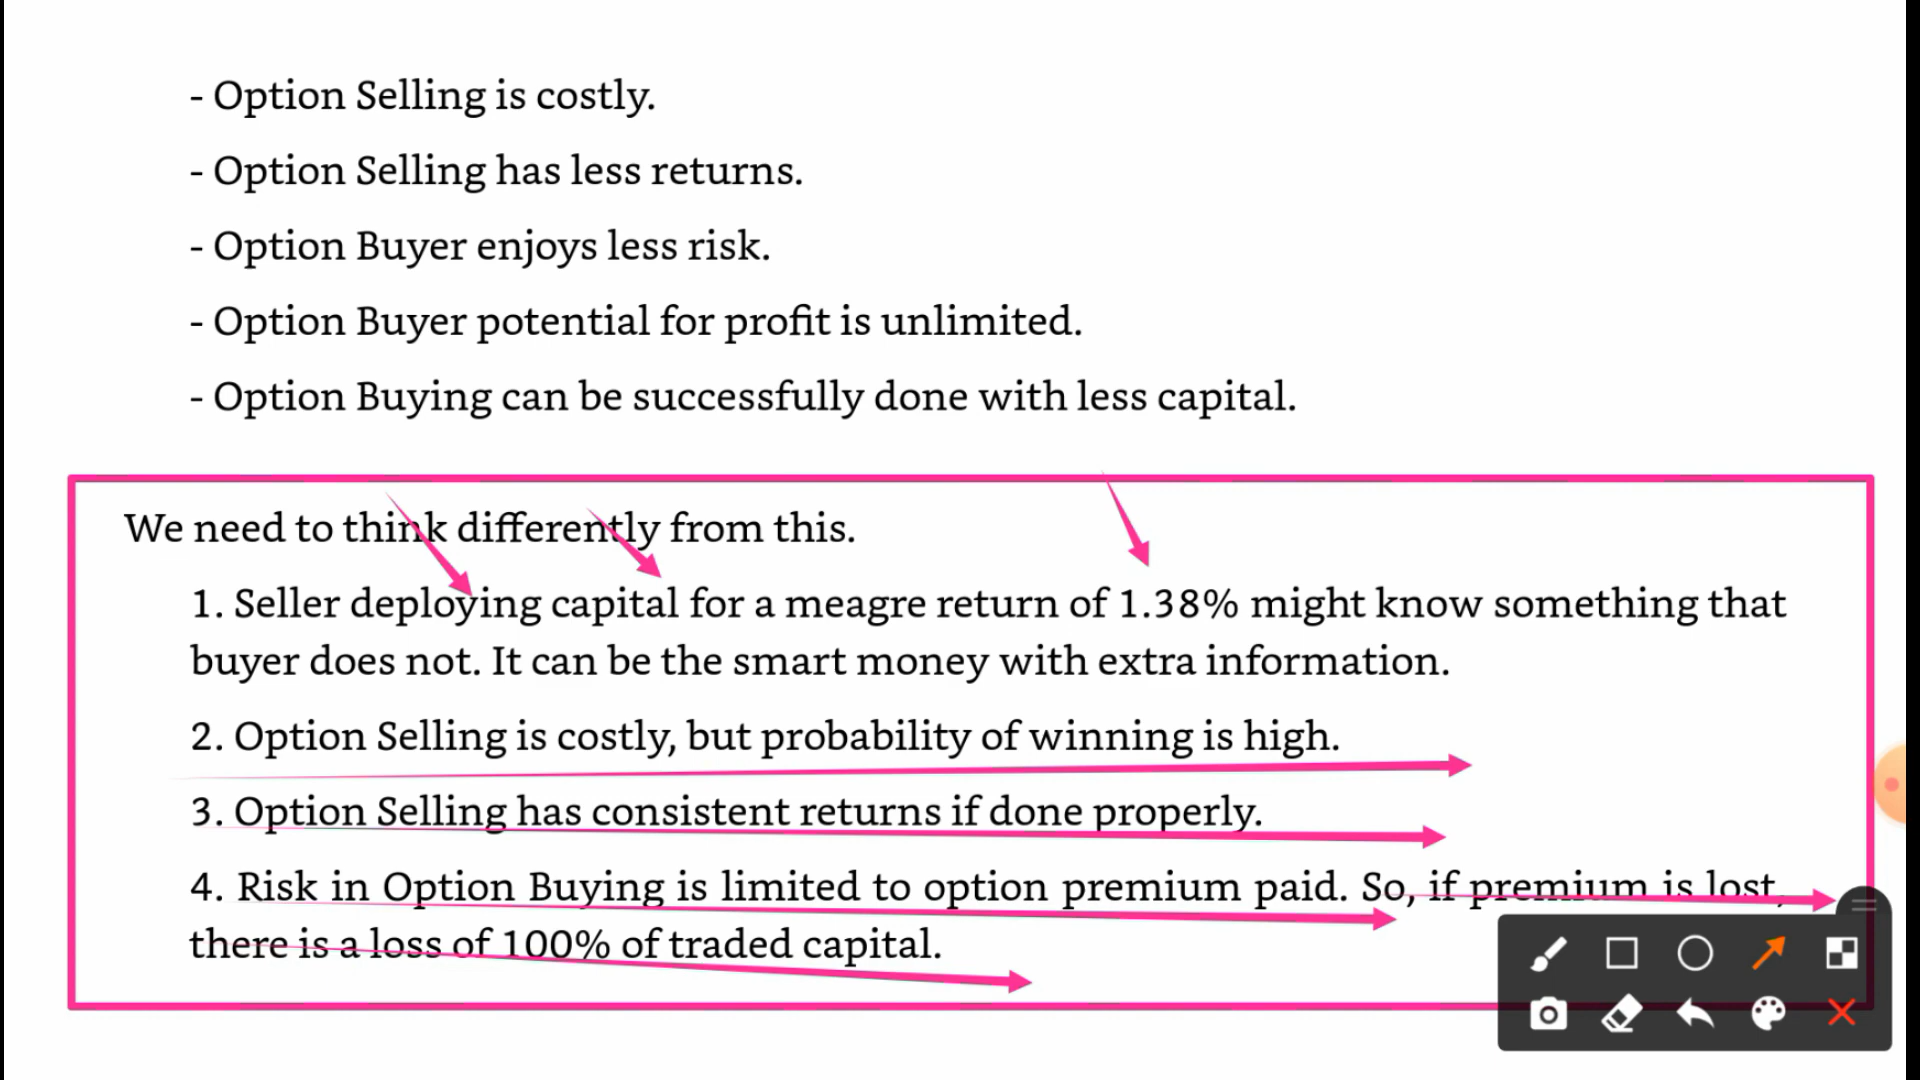 - Option Selling is costly.
- Option Selling has less returns.
- Option Buyer enjoys less risk.
- Option Buyer potential for profit is unlimited.
- Option Buying can be successfully done with less capital.
We need to think differently from this.
1. Seller deploying capital for a meagre return of 1.38% might know something that
buyer does not. It can be the smart money with extra information.
2. Option Selling is costly, but probability of winning is high.
3. Option Selling has consistent returns if done properly.
4. Risk in Option Buying is limited to option premium paid. So, if premium is lost,
there is a loss of 100% of traded capital.